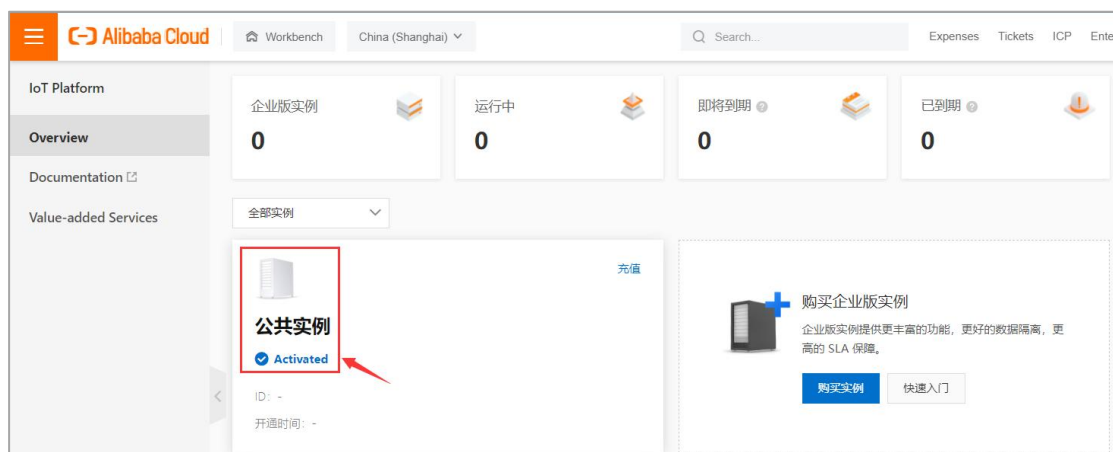 Alibaba Cloud
Workbench
China (Shanghai)
Search...
Expenses
Tickets
ICP
IoT Platform
Overview
Documentation
Value-added Services
企业版实例
0
运行中
0
即将到期
0
已到期
0
全部实例
公共实例
Activated
充值
ID: -
开通时间: -
购买企业版实例
企业版实例提供更丰富的功能，更好的数据隔离，更
高的 SLA 保障。
购买实例
快速入门